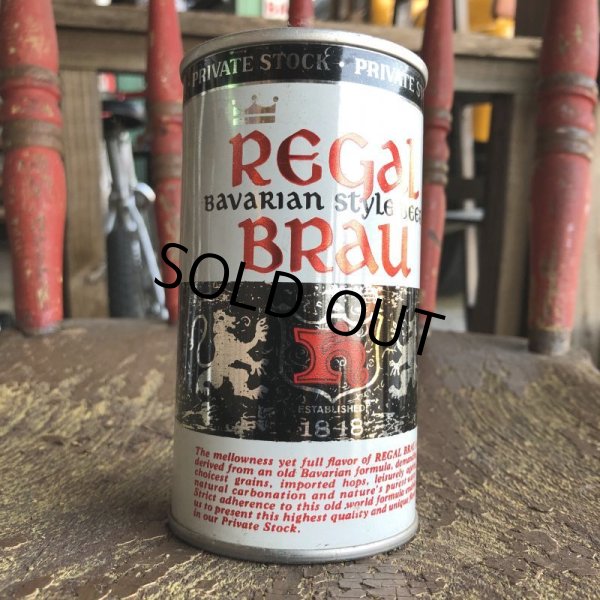 PRIVATE STOCK • PRIVATE
REGAL
BAVARIAN STYLE BEER
BRAU
SOLD OUT
ESTABLISHED
1848
The mellowness yet full flavor of REGAL BRAU
derived from an old Bavarian formula,
choicest grains, imported hops, leisurely
natural carbonation and nature's purest
Strict adherence to this old world formula
us to present this highest quality and unique
in our Private Stock.